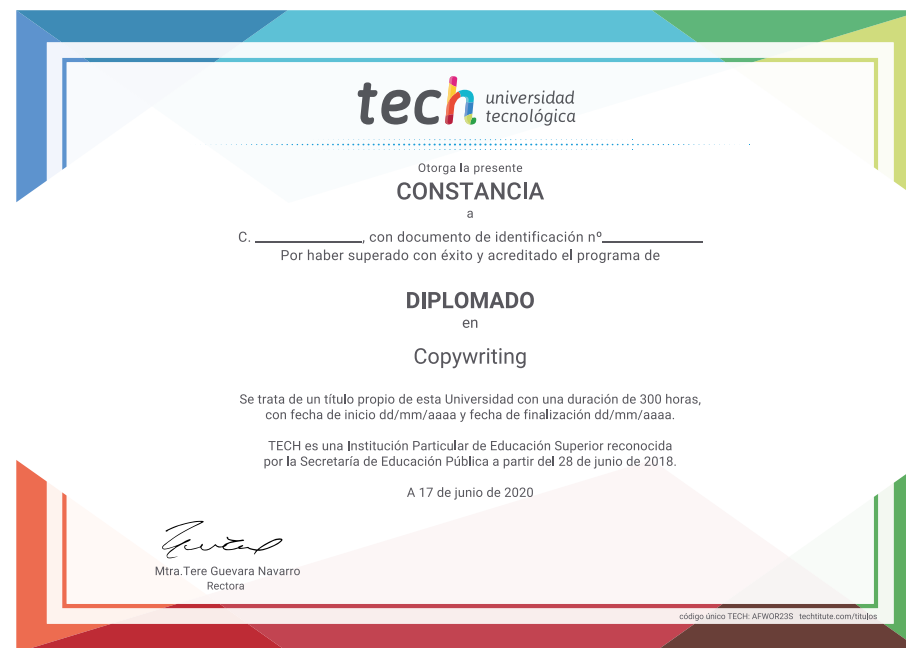 tech universidad
tecnológica
Otorga la presente
CONSTANCIA
a
C. ____________, con documento de identificación nº____________
Por haber superado con éxito y acreditado el programa de
DIPLOMADO
en
Copywriting
Se trata de un título propio de esta Universidad con una duración de 300 horas,
con fecha de inicio dd/mm/aaaa y fecha de finalización dd/mm/aaaa.
TECH es una Institución Particular de Educación Superior reconocida
por la Secretaría de Educación Pública a partir del 28 de junio de 2018.
A 17 de junio de 2020
Mtra.Tere Guevara Navarro
Rectora
código único TECH: AFWOR23S techtitute.com/titulos